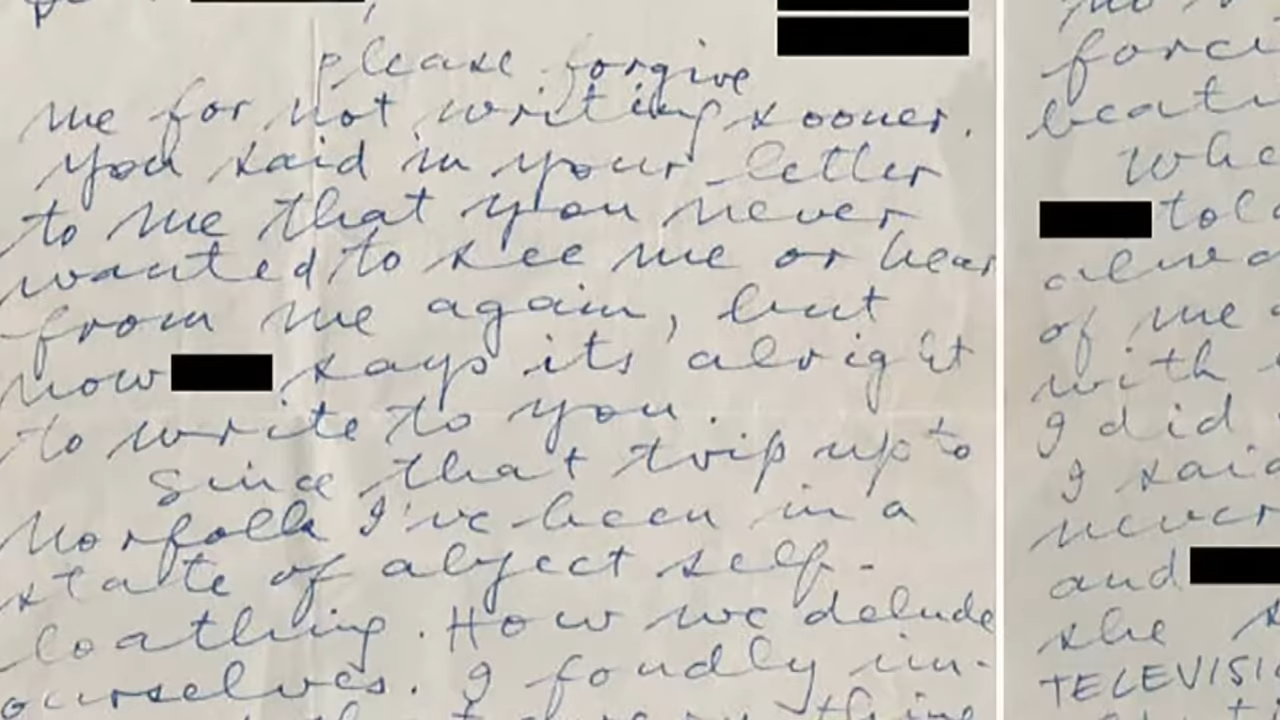 please forgive
me for not writing sooner.
You said in your letter
to me that you never
wanted to see me or hear
from me again, but
now says its alright
to write to you.
Since that trip up to
Norfolk I've been in a
state of abject self-
loathing. How we delude
ourselves. I fondly im-
told
of me
with
I did
I said
never
and
she
TELEVISI